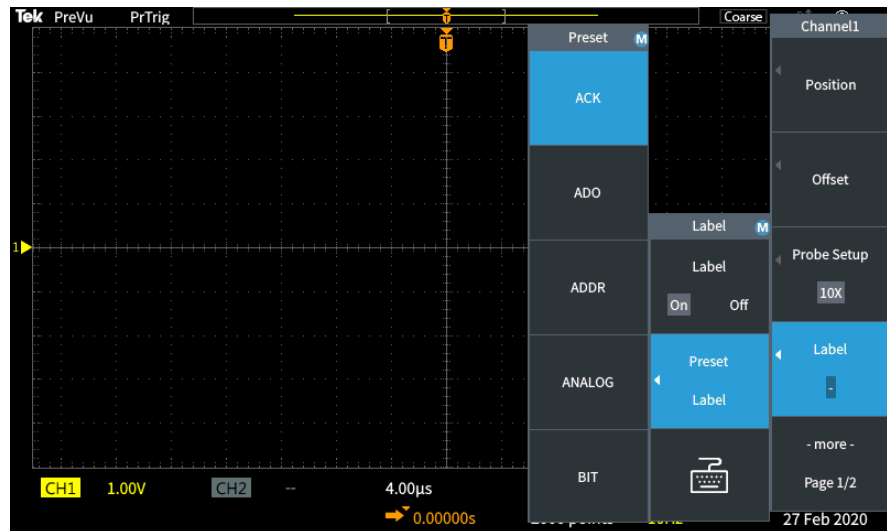 Tek PreVu PrTrig
Coarse
T
T
Preset M
ACK
ADO
ADDR
ANALOG
BIT
Label M
Label
On Off
Preset
Label
Channel1
Position
Offset
Probe Setup
10X
Label
-
- more -
Page 1/2
1
CH1 1.00V CH2 -- 4.00µs
0.00000s
27 Feb 2020